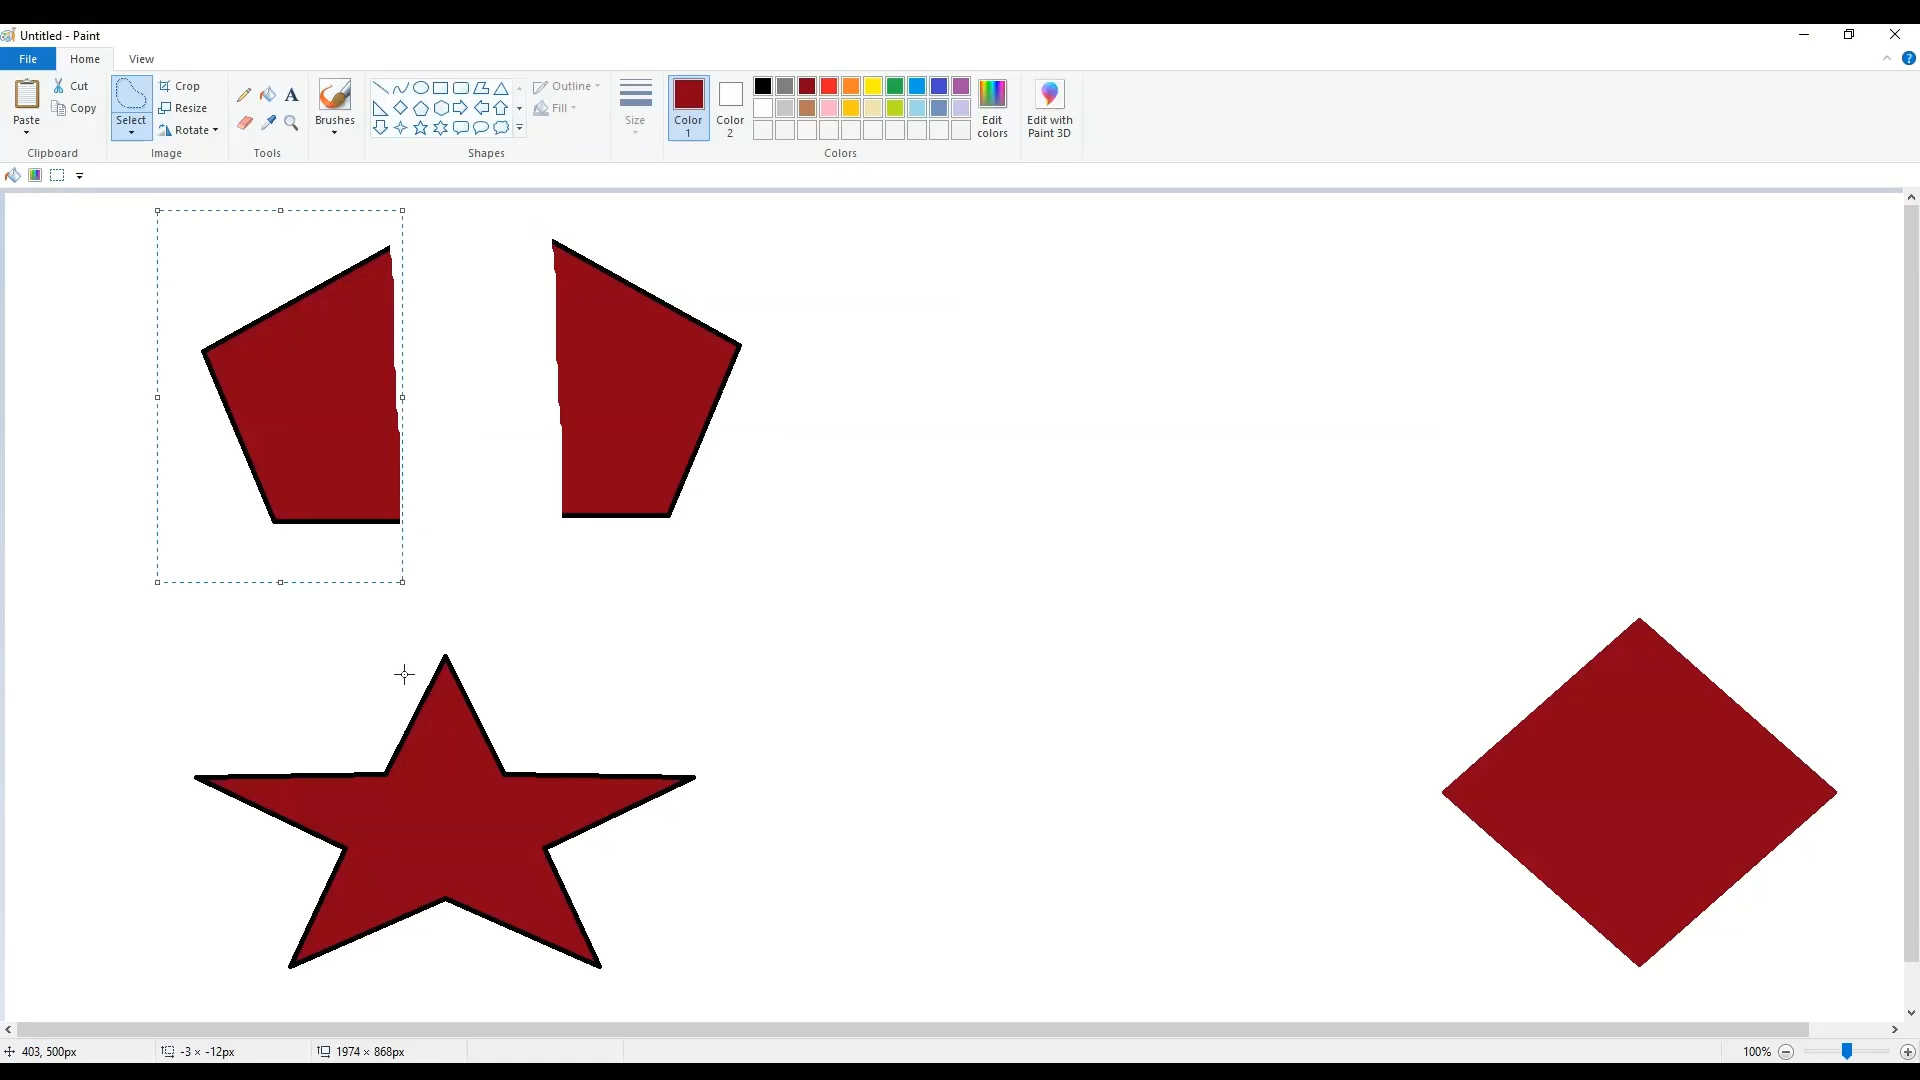 Untitled - Paint
File Home View
Paste
Cut
Copy
Clipboard
Select
Crop
Resize
Rotate
Image
A
Tools
Brushes
Shapes
Outline
Fill
Size
Color 1
Color 2
Colors
Edit colors
Edit with Paint 3D
?
403, 500px
-3 × -12px
1974 × 868px
100%